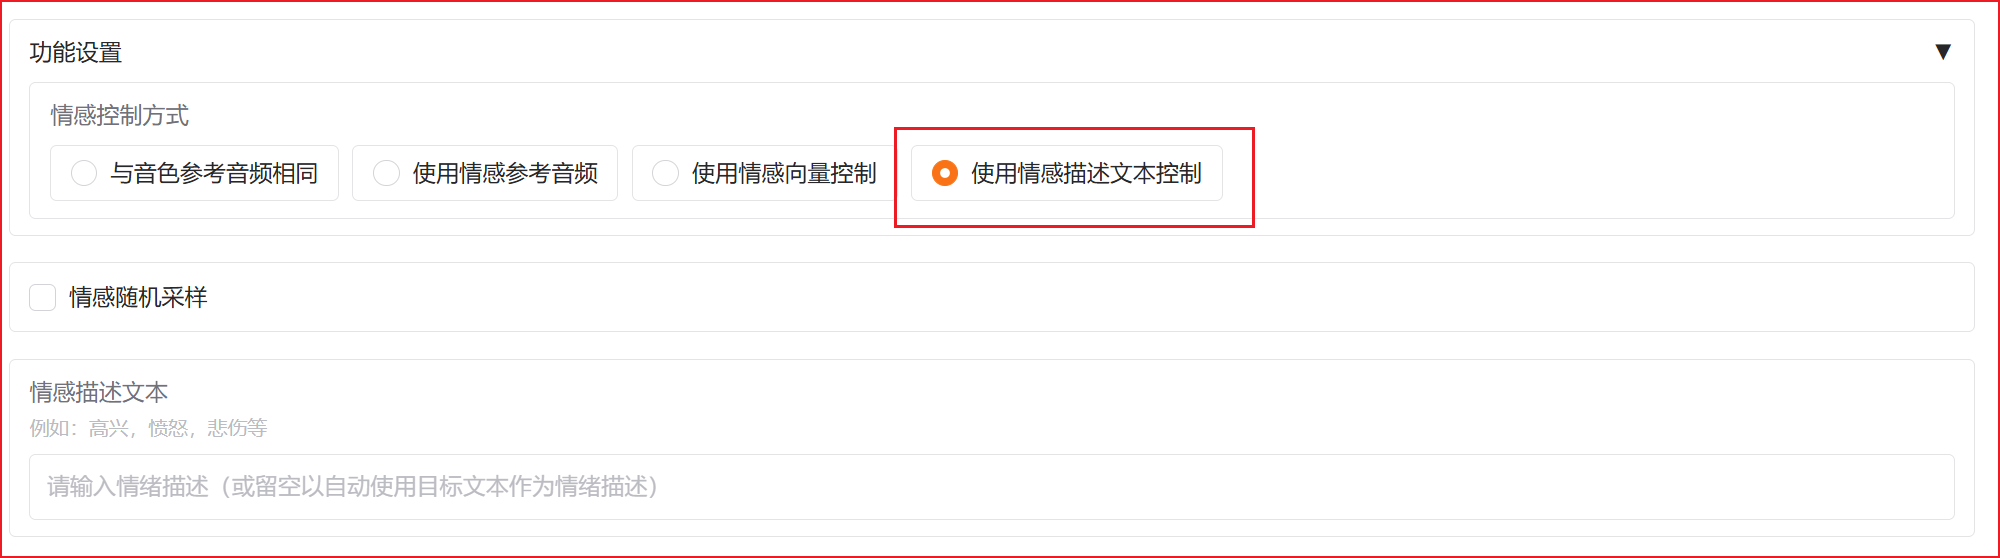 功能设置 ▼
情感控制方式
与音色参考音频相同 使用情感参考音频 使用情感向量控制 使用情感描述文本控制
情感随机采样
情感描述文本
例如：高兴，愤怒，悲伤等
请输入情绪描述（或留空以自动使用目标文本作为情绪描述）